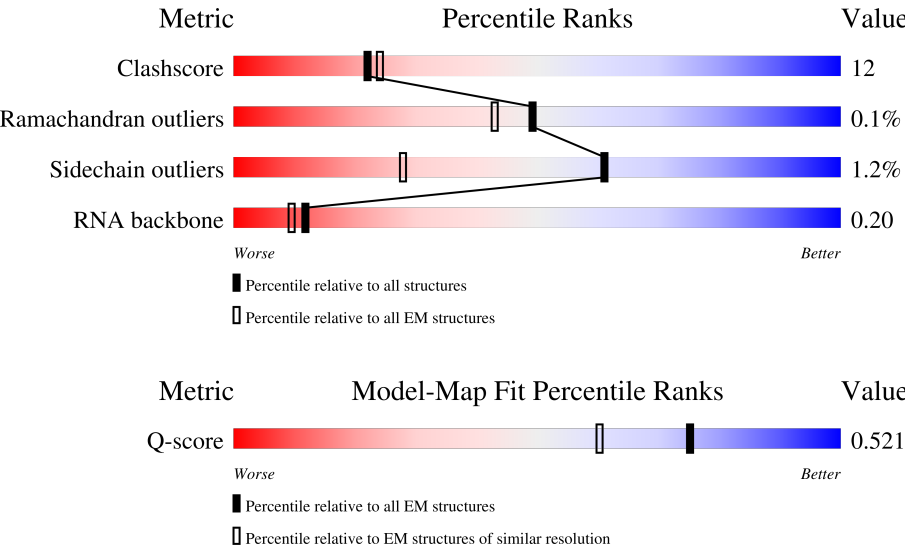 Metric Percentile Ranks Value
Clashscore 12
Ramachandran outliers 0.1%
Sidechain outliers 1.2%
RNA backbone 0.20
Worse Better
Percentile relative to all structures
Percentile relative to all EM structures
Metric Model-Map Fit Percentile Ranks Value
Q-score 0.521
Worse Better
Percentile relative to all EM structures
Percentile relative to EM structures of similar resolution